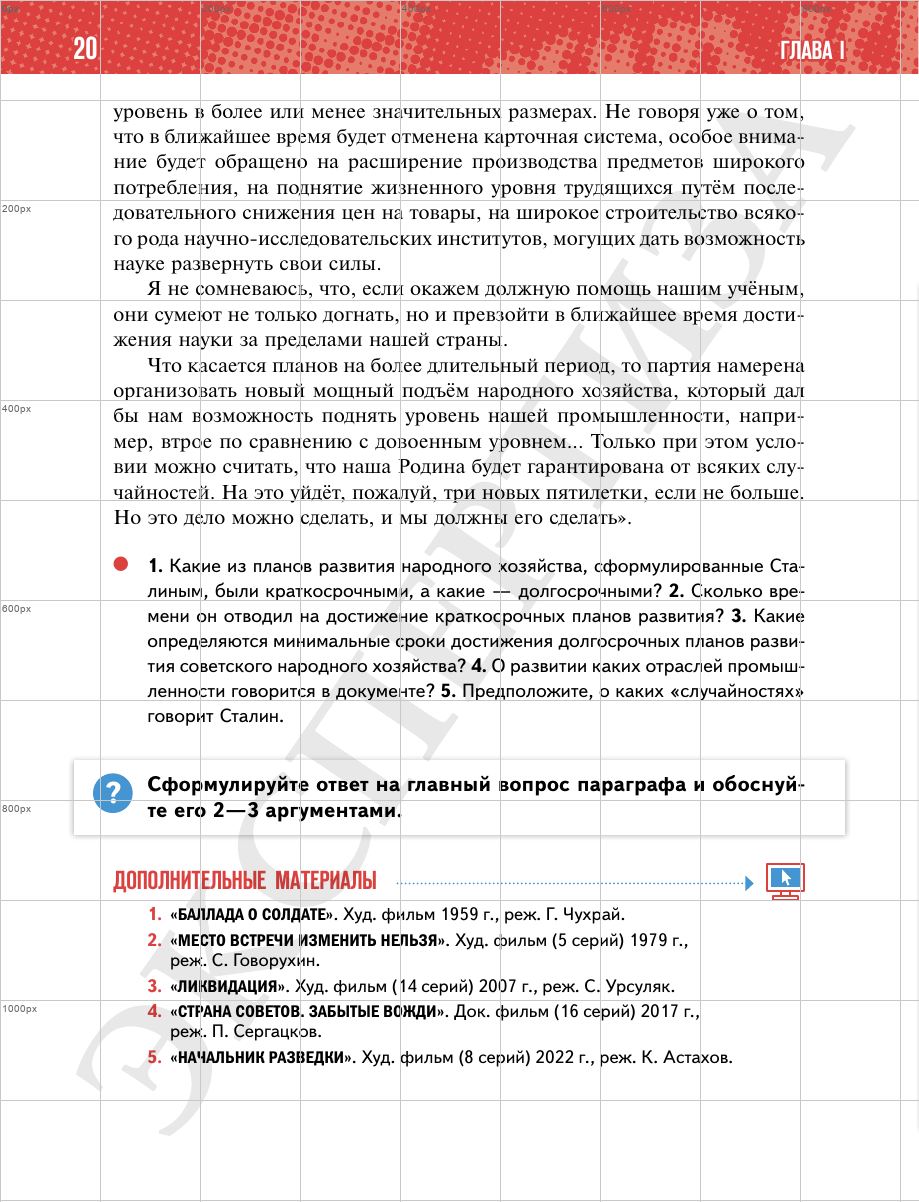 20
ГЛАВА I
уровень в более или менее значительных размерах. Не говоря уже о том,
что в ближайшее время будет отменена карточная система, особое внима-
ние будет обращено на расширение производства предметов широкого
потребления, на поднятие жизненного уровня трудящихся путём после-
довательного снижения цен на товары, на широкое строительство всяко-
го рода научно-исследовательских институтов, могущих дать возможность
науке развернуть свои силы.
Я не сомневаюсь, что, если окажем должную помощь нашим учёным,
они сумеют не только догнать, но и превзойти в ближайшее время дости-
жения науки за пределами нашей страны.
Что касается планов на более длительный период, то партия намерена
организовать новый мощный подъём народного хозяйства, который дал
бы нам возможность поднять уровень нашей промышленности, напри-
мер, втрое по сравнению с довоенным уровнем... Только при этом усло-
вии можно считать, что наша Родина будет гарантирована от всяких слу-
чайностей. На это уйдёт, пожалуй, три новых пятилетки, если не больше.
Но это дело можно сделать, и мы должны его сделать».
1. Какие из планов развития народного хозяйства, сформулированные Ста-
линым, были краткосрочными, а какие — долгосрочными? 2. Сколько вре-
мени он отводил на достижение краткосрочных планов развития? 3. Какие
определяются минимальные сроки достижения долгосрочных планов разви-
тия советского народного хозяйства? 4. О развитии каких отраслей промыш-
ленности говорится в документе? 5. Предположите, о каких «случайностях»
говорит Сталин.
? Сформулируйте ответ на главный вопрос параграфа и обоснуй-
те его 2—3 аргументами.
ДОПОЛНИТЕЛЬНЫЕ МАТЕРИАЛЫ
1. «БАЛЛАДА О СОЛДАТЕ». Худ. фильм 1959 г., реж. Г. Чухрай.
2. «МЕСТО ВСТРЕЧИ ИЗМЕНИТЬ НЕЛЬЗЯ». Худ. фильм (5 серий) 1979 г.,
реж. С. Говорухин.
3. «ЛИКВИДАЦИЯ». Худ. фильм (14 серий) 2007 г., реж. С. Урсуляк.
4. «СТРАНА СОВЕТОВ. ЗАБЫТЫЕ ВОЖДИ». Док. фильм (16 серий) 2017 г.,
реж. П. Сергацков.
5. «НАЧАЛЬНИК РАЗВЕДКИ». Худ. фильм (8 серий) 2022 г., реж. К. Астахов.
ЭКСПЕРТИЗА
200px
400px
600px
800px
1000px